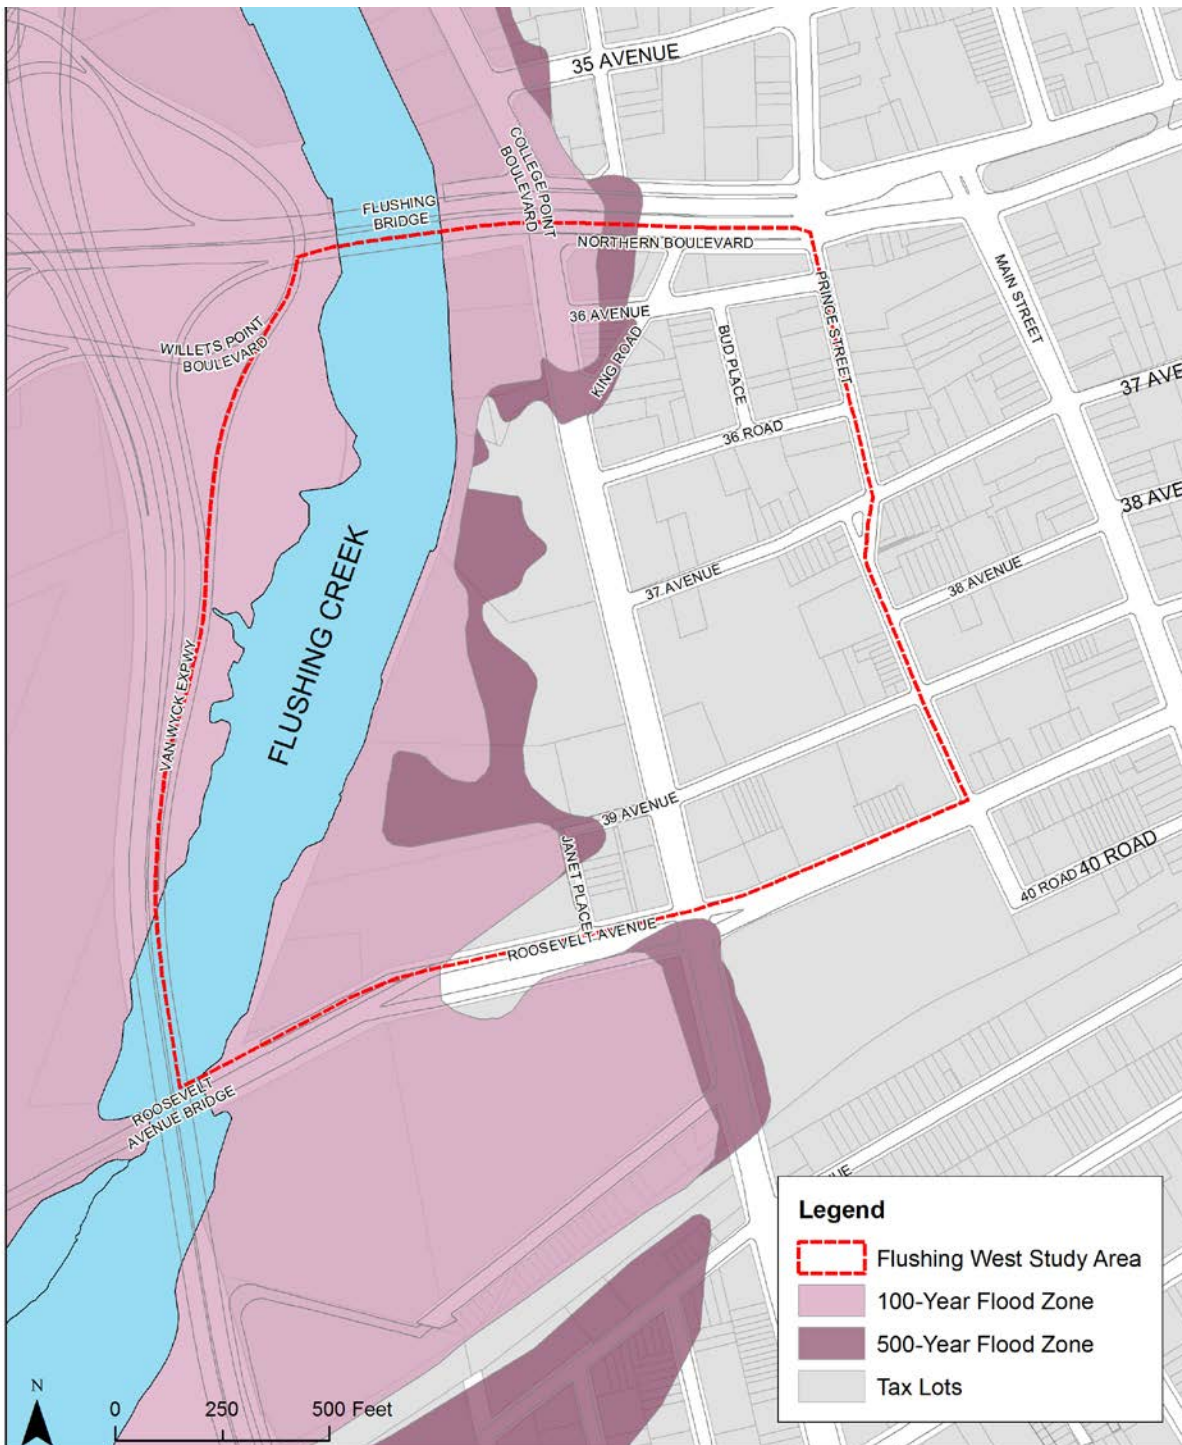 35 AVENUE
COLLEGE POINT
BOULEVARD
FLUSHING
BRIDGE
NORTHERN BOULEVARD
MAIN STREET
PRINCE STREET
36 AVENUE
KING ROAD
BUD PLACE
WILLETS POINT
BOULEVARD
37 AVE
36 ROAD
38 AVE
FLUSHING CREEK
37 AVENUE
38 AVENUE
VAN WYCK EXPWY
39 AVENUE
JANET PLACE
40 ROAD
40 ROAD
ROOSEVELT AVENUE
ROOSEVELT
AVENUE BRIDGE
Legend
Flushing West Study Area
100-Year Flood Zone
500-Year Flood Zone
Tax Lots
N
0 250 500 Feet